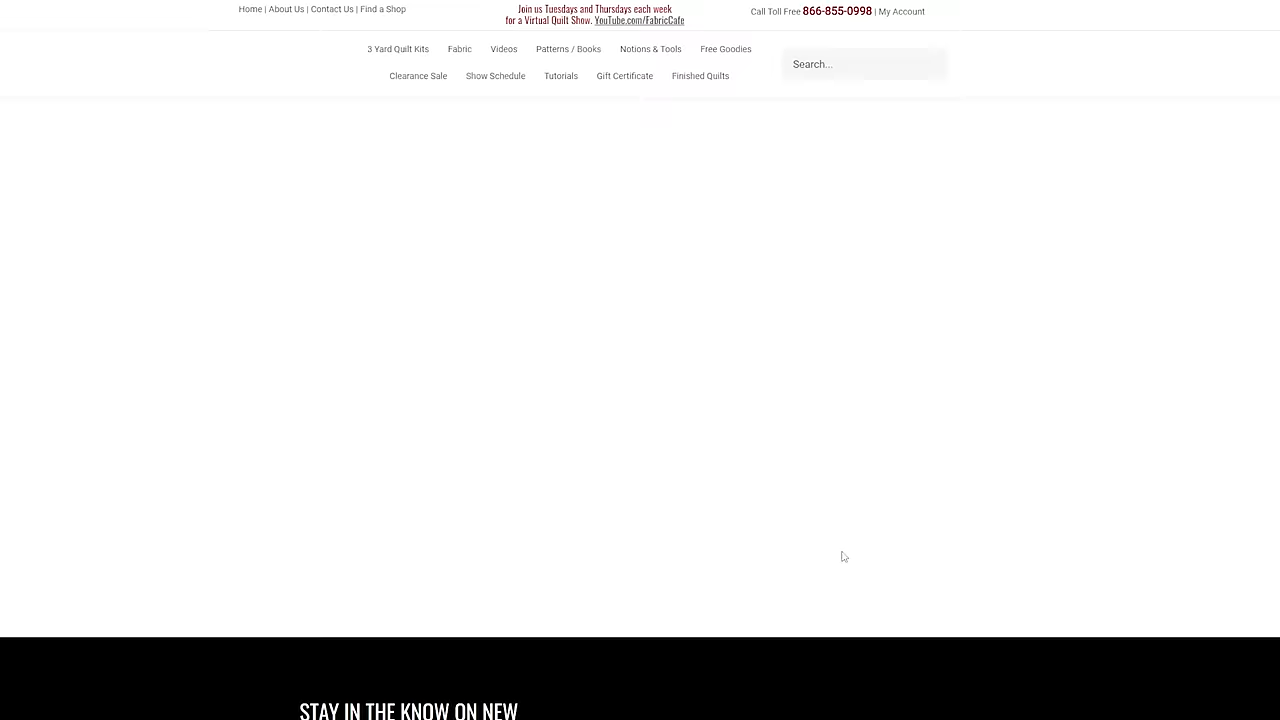 Home | About Us | Contact Us | Find a Shop
Join us Tuesdays and Thursdays each week
for a Virtual Quilt Show. YouTube.com/FabricCafe
Call Toll Free 866-855-0998 | My Account
3 Yard Quilt Kits Fabric Videos Patterns / Books Notions & Tools Free Goodies
Clearance Sale Show Schedule Tutorials Gift Certificate Finished Quilts
Search...
STAY IN THE KNOW ON NEW